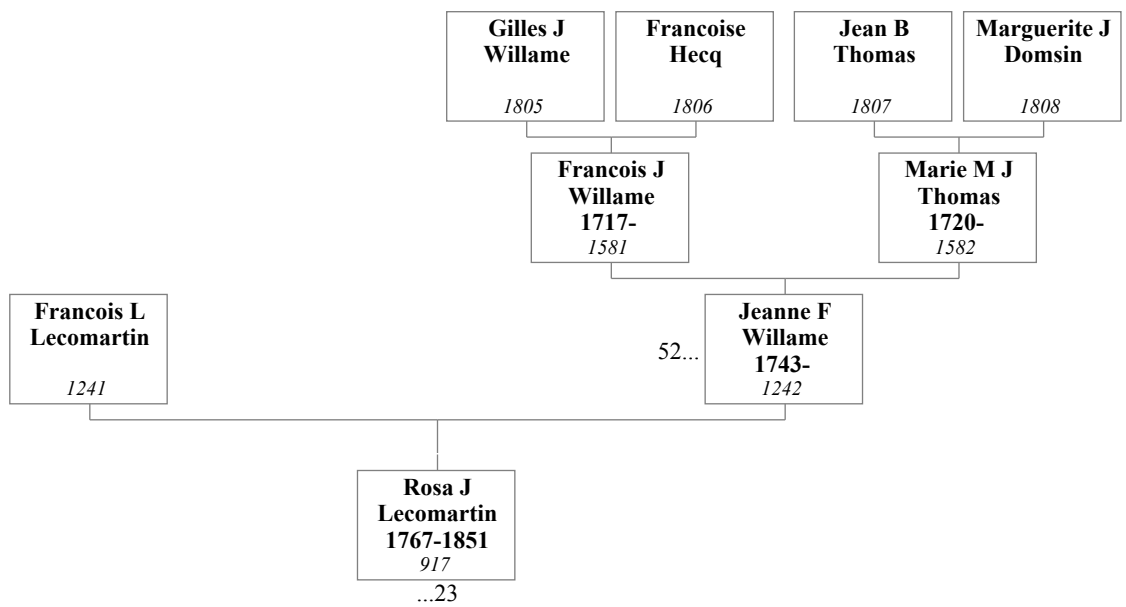 Gilles J
Willame
1805
Francoise
Hecq
1806
Jean B
Thomas
1807
Marguerite J
Domsin
1808
Francois J
Willame
1717-
1581
Marie M J
Thomas
1720-
1582
Francois L
Lecomartin
1241
52...
Jeanne F
Willame
1743-
1242
Rosa J
Lecomartin
1767-1851
917
...23